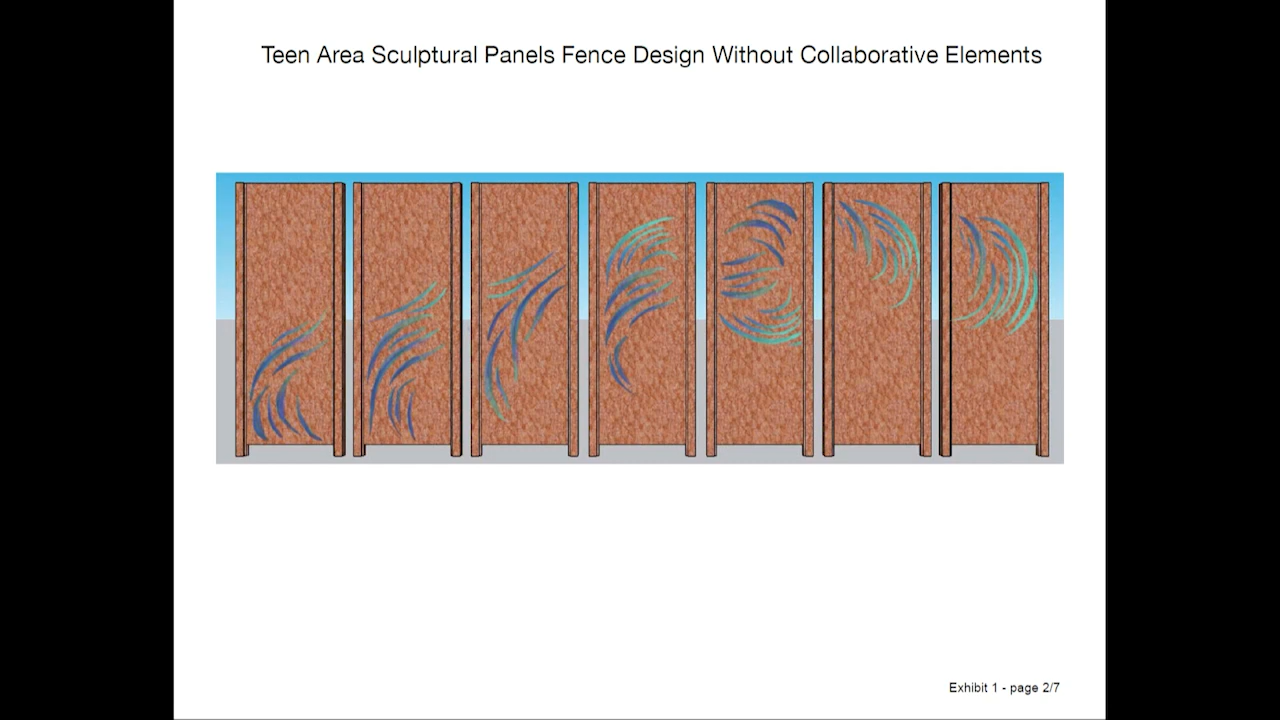 Teen Area Sculptural Panels Fence Design Without Collaborative Elements
Exhibit 1 - page 2/7